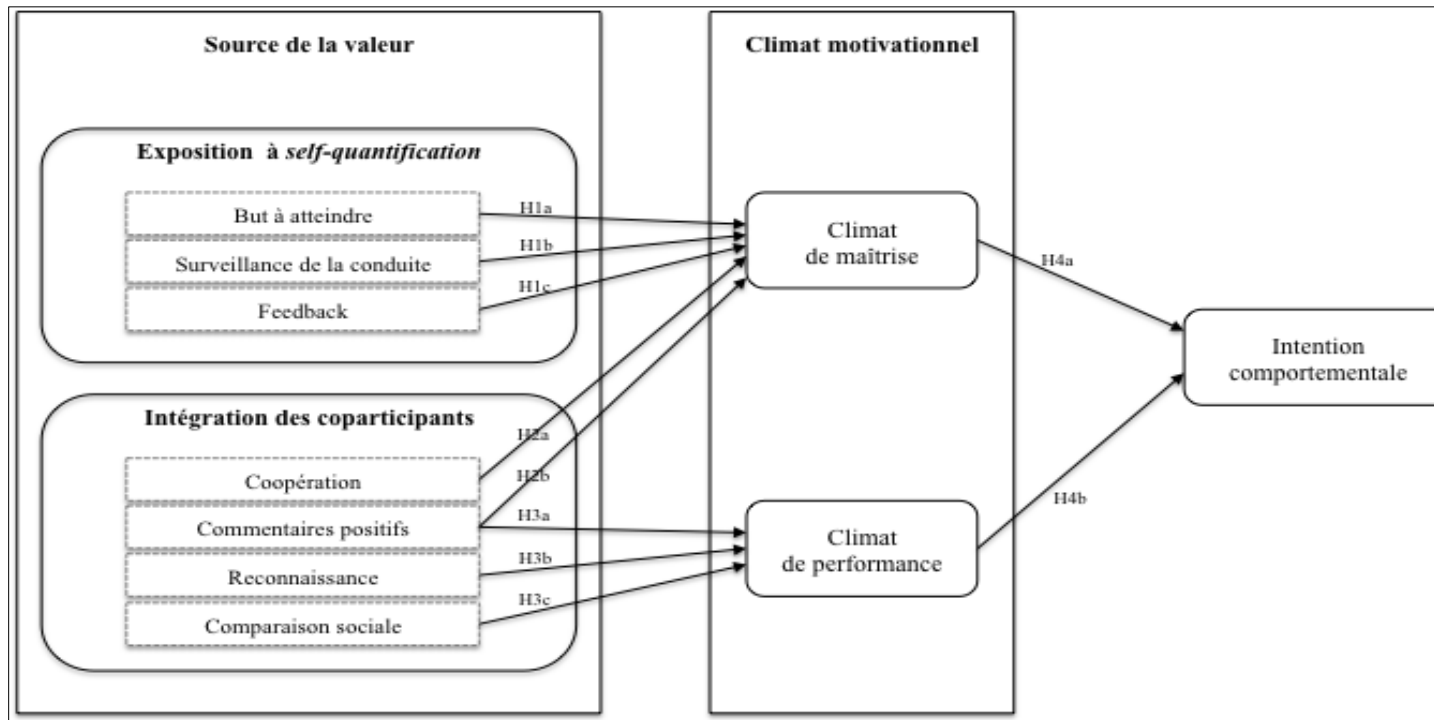 Source de la valeur
Exposition à self-quantification
But à atteindre
Surveillance de la conduite
Feedback
Intégration des coparticipants
Coopération
Commentaires positifs
Reconnaissance
Comparaison sociale
H1a
H1b
H1c
H2a
H2b
H3a
H3b
H3c
Climat motivationnel
Climat
de maîtrise
Climat
de performance
H4a
H4b
Intention
comportementale